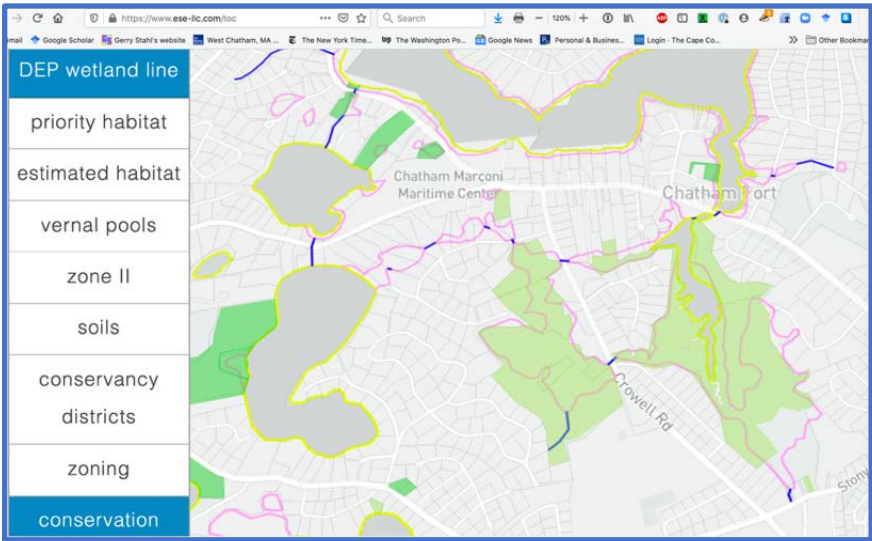 https://www.ese-llc.com/toc
Search
120%
Gmail
Google Scholar
Gerry Stahl's website
West Chatham, MA ...
The New York Time...
The Washington Po...
Google News
Personal & Busines...
Login - The Cape Co...
Other Bookmar
DEP wetland line
priority habitat
estimated habitat
vernal pools
zone II
soils
conservancy
districts
zoning
conservation
Chatham Marconi
Maritime Center
Chatham Port
Crowell Rd
Stony